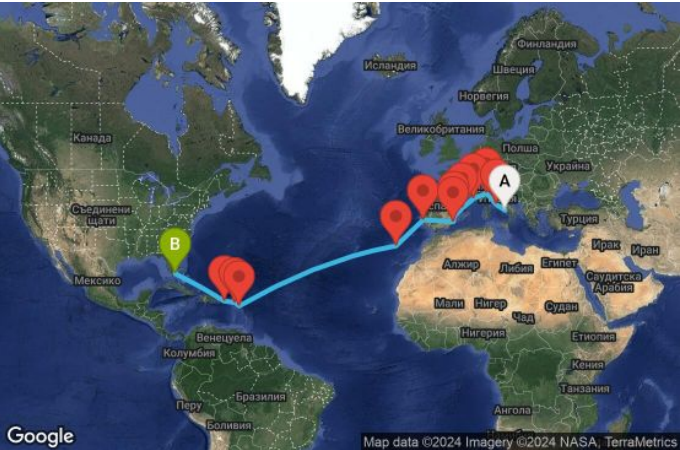 Финландия
Исландия
Швеция
Норвегия
Канада
Великобритания
Полша
Украйна
A
Съединени
щати
Турция
B
Ирак
Иран
Мексико
Алжир
Либия
Египет
Саудитска
Арабия
Мали
Нигер
Судан
Чад
Венецуела
Нигерия
Етиопия
Колумбия
Кения
Танзания
Перу
Бразилия
Ангола
Боливия
Google
Map data ©2024 Imagery ©2024 NASA, TerraMetrics